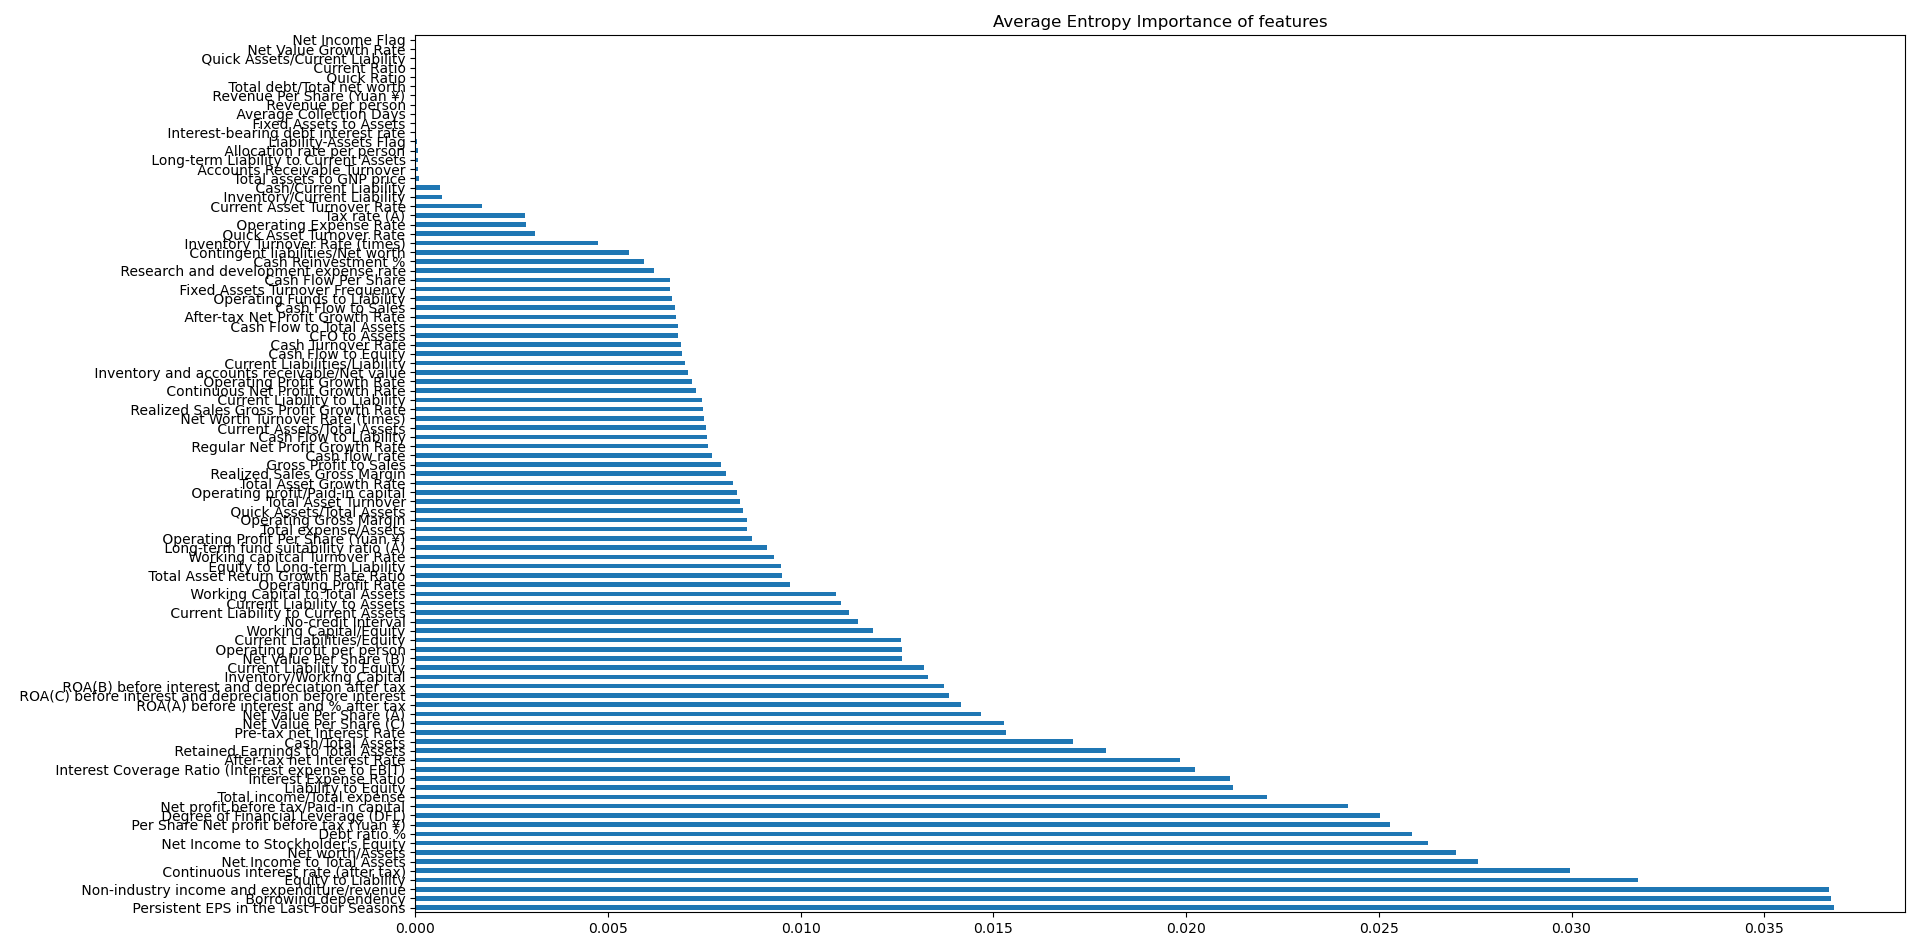 Average Entropy Importance of features
Net Income Flag
Net Value Growth Rate
Quick Assets/Current Liability
Current Ratio
Quick Ratio
Total debt/Total net worth
Revenue Per Share (Yuan ¥)
Revenue per person
Average Collection Days
Fixed Assets to Assets
Interest-bearing debt interest rate
Liability-Assets Flag
Allocation rate per person
Long-term Liability to Current Assets
Accounts Receivable Turnover
Total assets to GNP price
Cash/Current Liability
Inventory/Current Liability
Current Asset Turnover Rate
Tax rate (A)
Operating Expense Rate
Quick Asset Turnover Rate
Inventory Turnover Rate (times)
Contingent liabilities/Net worth
Cash Reinvestment %
Research and development expense rate
Cash Flow Per Share
Fixed Assets Turnover Frequency
Operating Funds to Liability
Cash Flow to Sales
After-tax Net Profit Growth Rate
Cash Flow to Total Assets
CFO to Assets
Cash Turnover Rate
Cash Flow to Equity
Current Liabilities/Liability
Inventory and accounts receivable/Net value
Operating Profit Growth Rate
Continuous Net Profit Growth Rate
Current Liability to Liability
Realized Sales Gross Profit Growth Rate
Net Worth Turnover Rate (times)
Current Assets/Total Assets
Cash Flow to Liability
Regular Net Profit Growth Rate
Cash flow rate
Gross Profit to Sales
Realized Sales Gross Margin
Total Asset Growth Rate
Operating profit/Paid-in capital
Total Asset Turnover
Quick Assets/Total Assets
Operating Gross Margin
Total expense/Assets
Operating Profit Per Share (Yuan ¥)
Long-term fund suitability ratio (A)
Working capitcal Turnover Rate
Equity to Long-term Liability
Total Asset Return Growth Rate Ratio
Operating Profit Rate
Working Capital to Total Assets
Current Liability to Assets
Current Liability to Current Assets
No-credit Interval
Working Capital/Equity
Current Liabilities/Equity
Operating profit per person
Net Value Per Share (B)
Current Liability to Equity
Inventory/Working Capital
ROA(B) before interest and depreciation after tax
ROA(C) before interest and depreciation before interest
ROA(A) before interest and % after tax
Net Value Per Share (A)
Net Value Per Share (C)
Pre-tax net Interest Rate
Cash/Total Assets
Retained Earnings to Total Assets
After-tax net Interest Rate
Interest Coverage Ratio (Interest expense to EBIT)
Interest Expense Ratio
Liability to Equity
Total income/Total expense
Net profit before tax/Paid-in capital
Degree of Financial Leverage (DFL)
Per Share Net profit before tax (Yuan ¥)
Debt ratio %
Net Income to Stockholder's Equity
Net worth/Assets
Net Income to Total Assets
Continuous interest rate (after tax)
Equity to Liability
Non-industry income and expenditure/revenue
Borrowing dependency
Persistent EPS in the Last Four Seasons
0.000 0.005 0.010 0.015 0.020 0.025 0.030 0.035